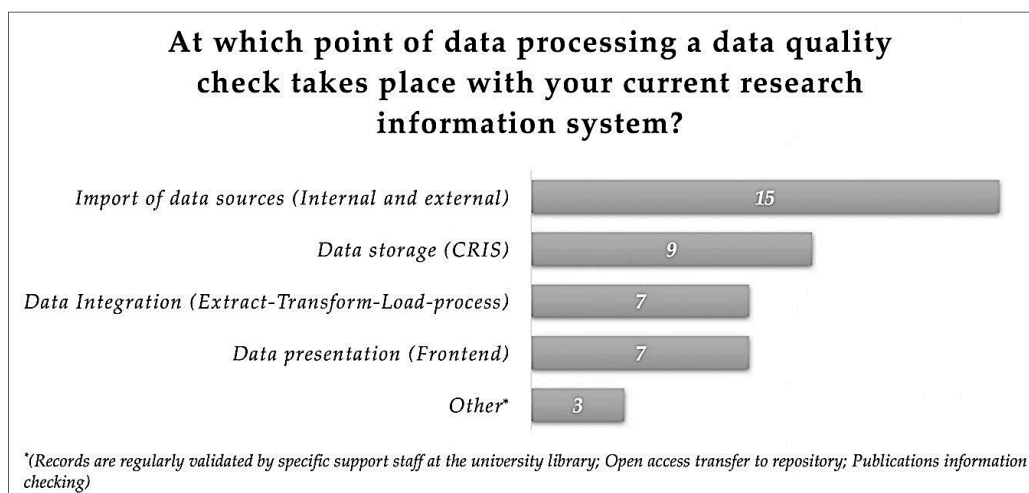 At which point of data processing a data quality
check takes place with your current research
information system?
Import of data sources (Internal and external)
15
Data storage (CRIS)
9
Data Integration (Extract-Transform-Load-process)
7
Data presentation (Frontend)
7
Other*
3
*(Records are regularly validated by specific support staff at the university library; Open access transfer to repository; Publications information
checking)